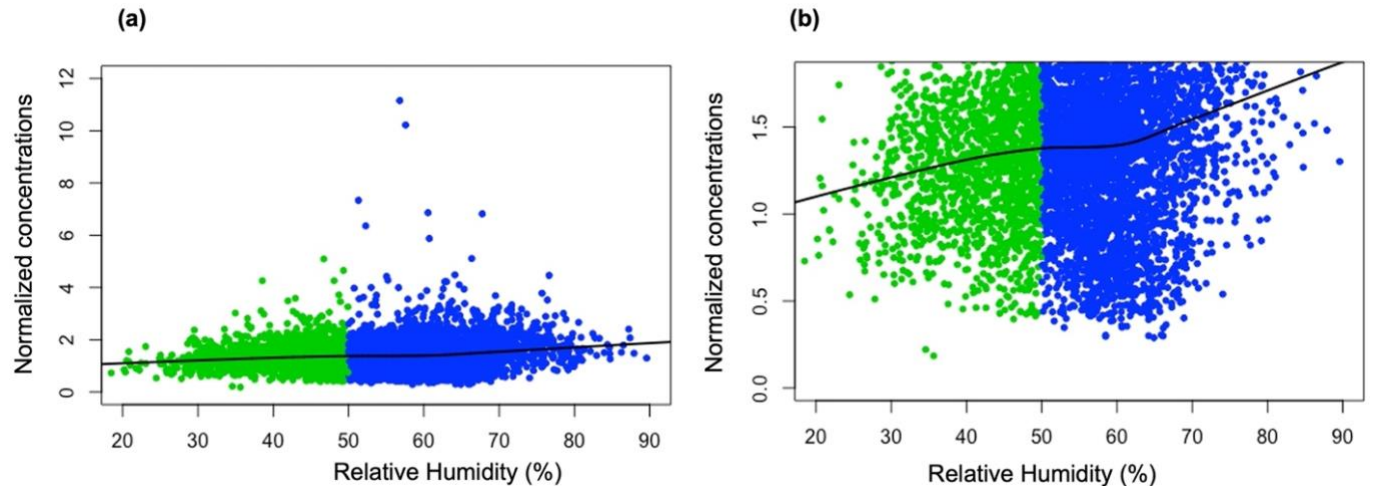 (a)
Normalized concentrations
12
10
8
6
4
2
0
20 30 40 50 60 70 80 90
Relative Humidity (%)
(b)
Normalized concentrations
1.5
1.0
0.5
0.0
20 30 40 50 60 70 80 90
Relative Humidity (%)